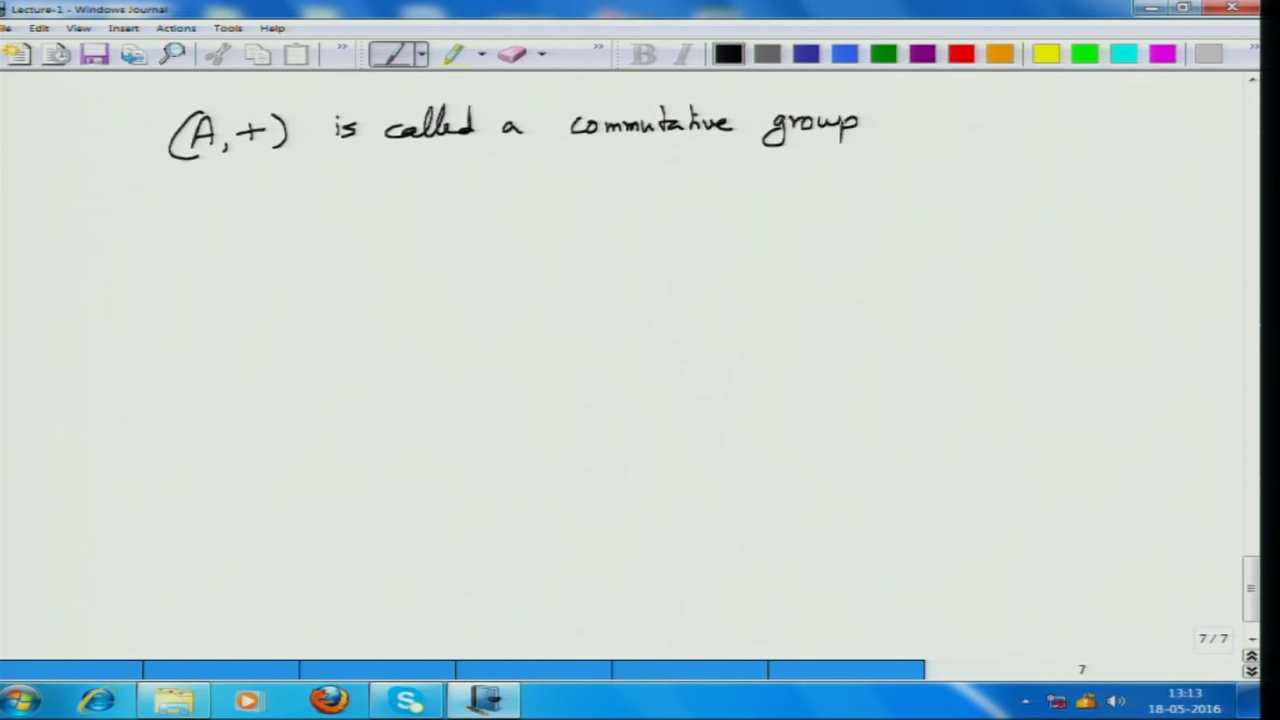 Lecture-1 - Windows Journal
File Edit View Insert Actions Tools Help
(A, +) is called a commutative group
7 / 7
7
13:13
18-05-2016